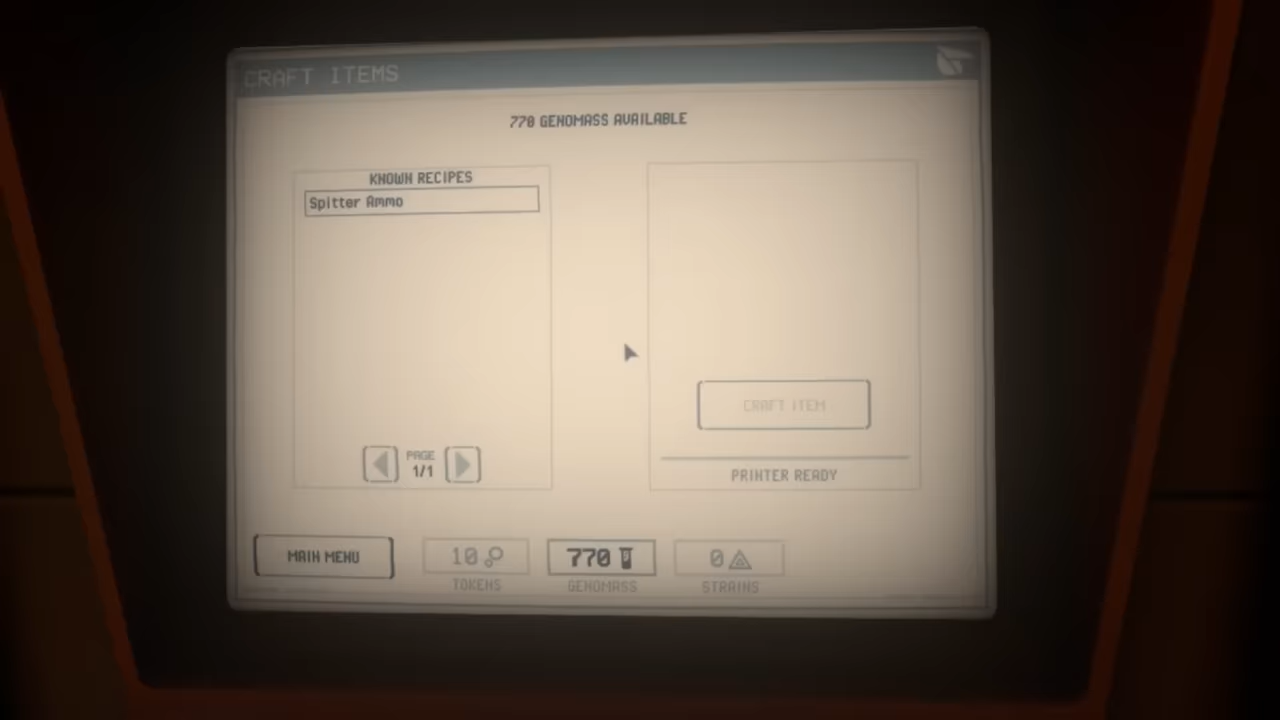 CRAFT ITEMS
770 GENOMASS AVAILABLE
KNOWN RECIPES
Spitter Ammo
CRAFT ITEM
PAGE
1/1
PRINTER READY
MAIN MENU
10
770
0
TOKENS
GENOMASS
STRAINS